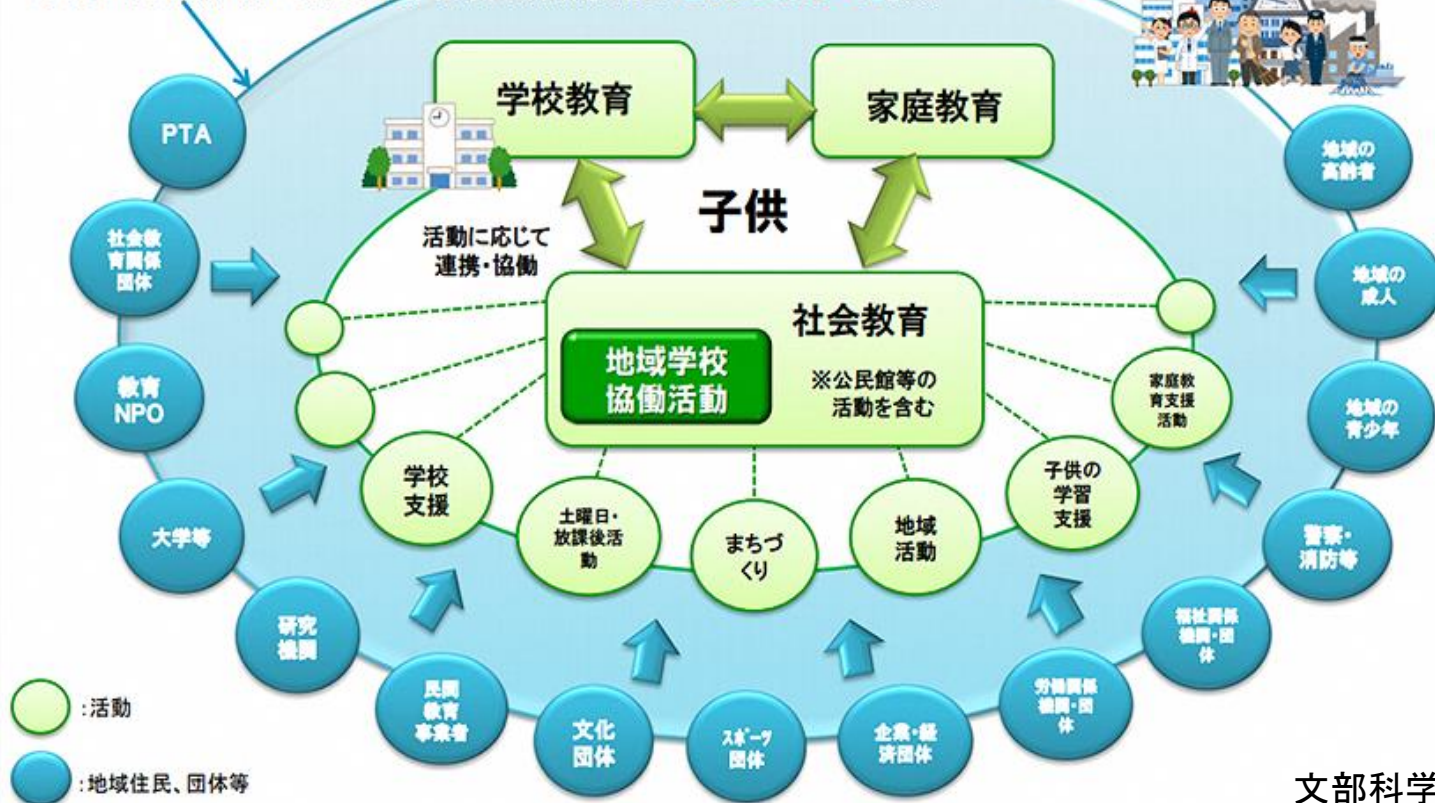 学校教育
家庭教育
子供
活動に応じて
連携・協働
社会教育
※公民館等の
活動を含む
地域学校
協働活動
学校
支援
土曜日・
放課後活
動
まちづ
くり
地域
活動
子供の
学習
支援
家庭教
育支援
活動
PTA
社会教
育関係
団体
教育
NPO
大学等
研究
機関
民間
教育
事業者
文化
団体
スポーツ
団体
企業・経
済団体
労働関係
機関・団
体
福祉関係
機関・団
体
警察・
消防等
地域の
青少年
地域の
成人
地域の
高齢者
:活動
:地域住民、団体等
文部科学